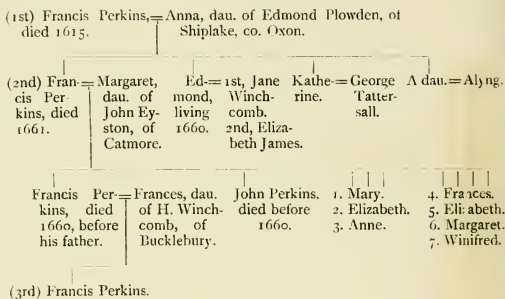 (1st) Francis Perkins,=Anna, dau. of Edmond Plowden, of
died 1615.
Shiplake, co. Oxon.
(2nd) Fran-
cis Per-
kins, died
1661.
=Margaret,
dau. of
John Ey-
ston, of
Catmore.
Ed-
mond,
living
1660.
=1st, Jane
Winch-
comb.
2nd, Eliza-
beth James.
Kathe-
rine.
=George
Tatter-
sall.
A dau.=Alyng.
Francis Per-
kins, died
1660, before
his father.
=Frances, dau.
of H. Winch-
comb, of
Bucklebury.
John Perkins.
died before
1660.
1. Mary.
2. Elizabeth.
3. Anne.
4. Frances.
5. Elizabeth.
6. Margaret.
7. Winifred.
(3rd) Francis Perkins.